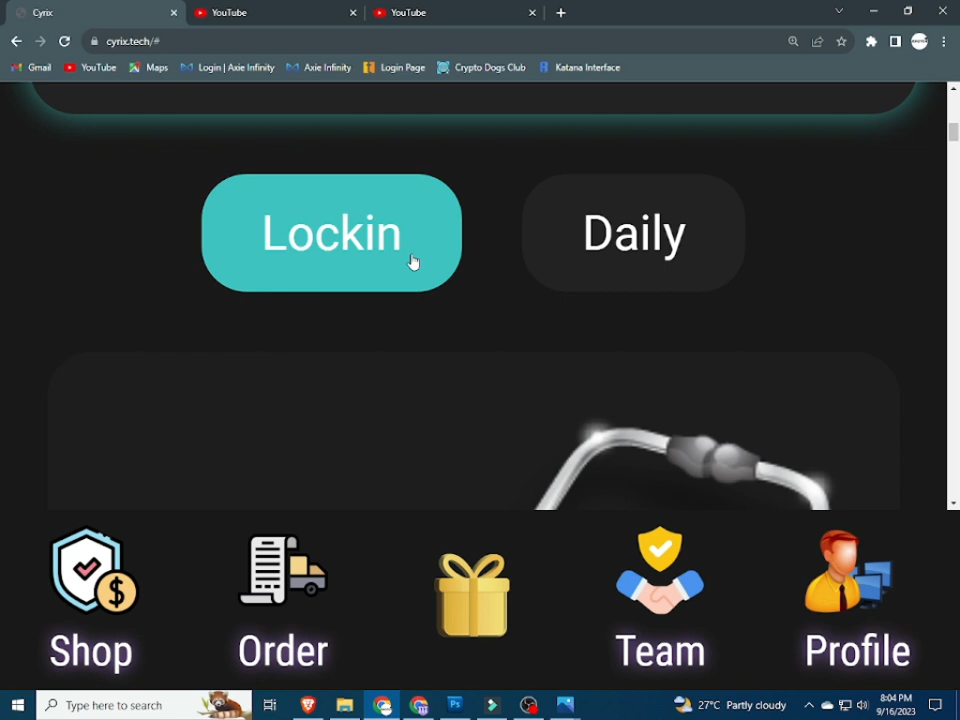 Cyrix
YouTube
YouTube
cyrix.tech/#
Gmail
YouTube
Maps
Login | Axie Infinity
Axie Infinity
Login Page
Crypto Dogs Club
Katana Interface
Lockin
Daily
Shop
Order
Team
Profile
Type here to search
Ps
27°C Partly cloudy
8:04 PM
9/16/2023